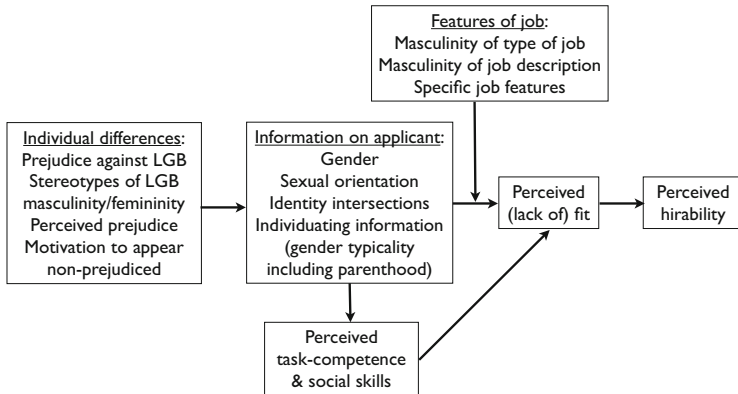 Features of job:
Masculinity of type of job
Masculinity of job description
Specific job features
Individual differences:
Prejudice against LGB
Stereotypes of LGB
masculinity/femininity
Perceived prejudice
Motivation to appear
non-prejudiced
Information on applicant:
Gender
Sexual orientation
Identity intersections
Individuating information
(gender typicality
including parenthood)
Perceived
(lack of) fit
Perceived
hirability
Perceived
task-competence
& social skills